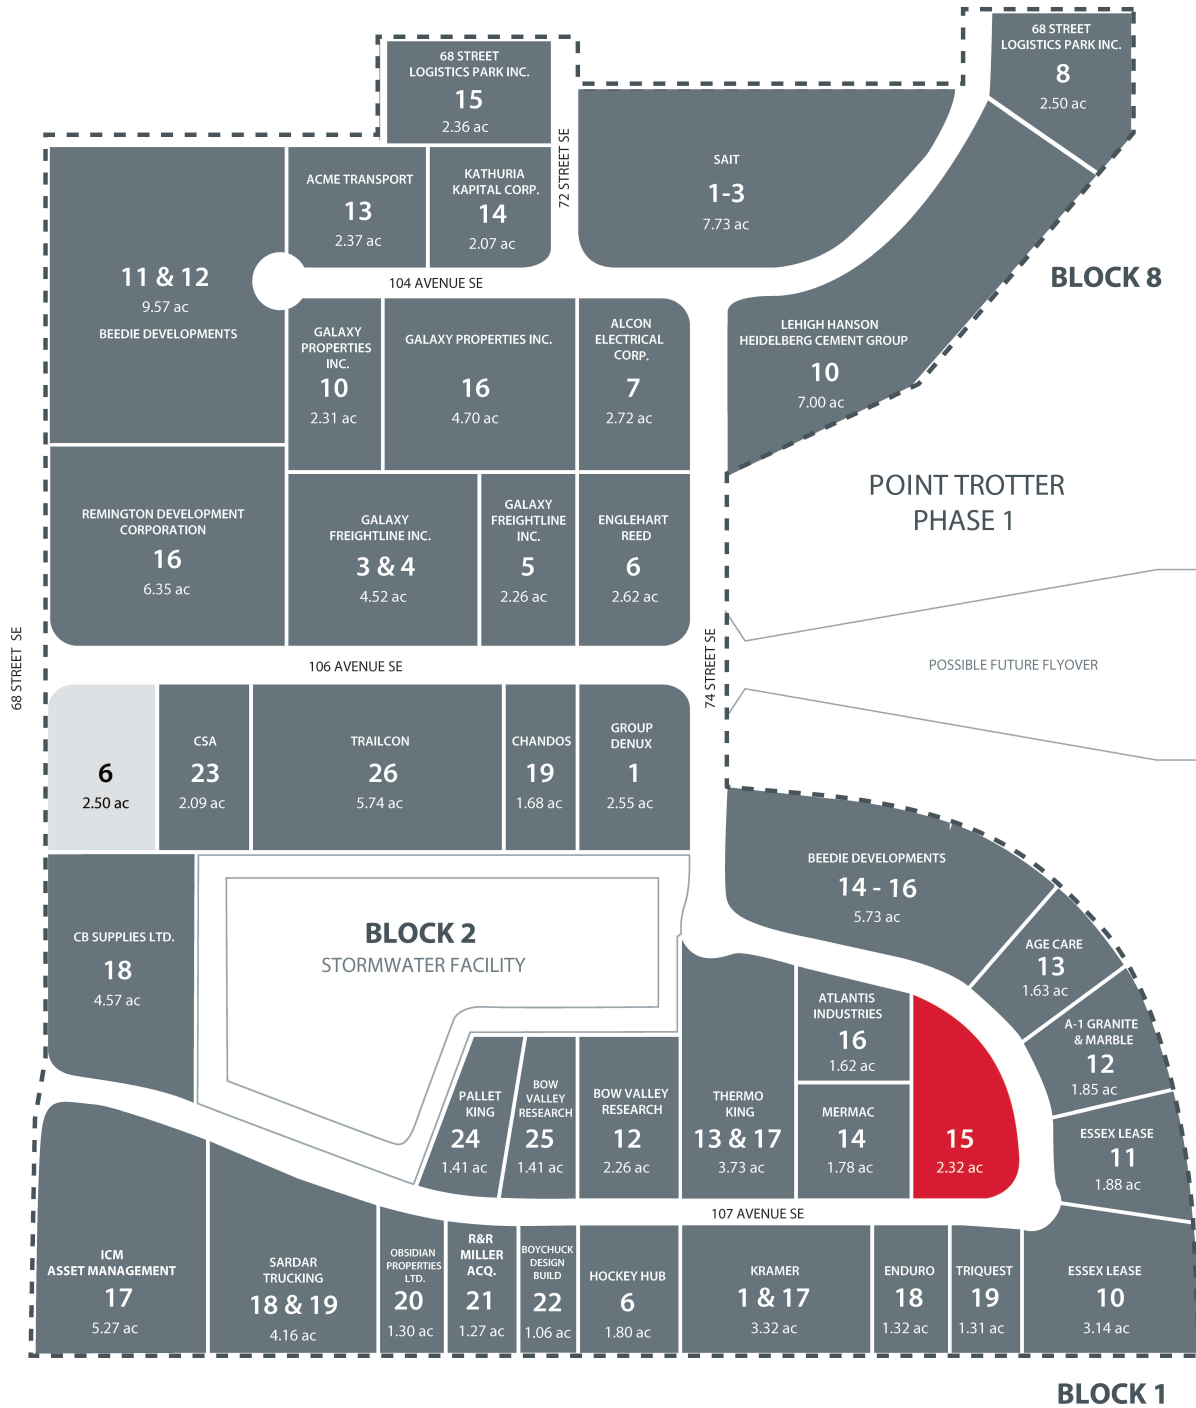 68 STREET
LOGISTICS PARK INC.
15
2.36 ac
68 STREET
LOGISTICS PARK INC.
8
2.50 ac
72 STREET SE
SAIT
1-3
7.73 ac
ACME TRANSPORT
13
2.37 ac
KATHURIA
KAPITAL CORP.
14
2.07 ac
11 & 12
9.57 ac
BEEDIE DEVELOPMENTS
104 AVENUE SE
BLOCK 8
GALAXY
PROPERTIES
INC.
10
2.31 ac
GALAXY PROPERTIES INC.
16
4.70 ac
ALCON
ELECTRICAL
CORP.
7
2.72 ac
LEHIGH HANSON
HEIDELBERG CEMENT GROUP
10
7.00 ac
REMINGTON DEVELOPMENT
CORPORATION
16
6.35 ac
GALAXY
FREIGHTLINE INC.
3 & 4
4.52 ac
GALAXY
FREIGHTLINE
INC.
5
2.26 ac
ENGLEHART
REED
6
2.62 ac
POINT TROTTER
PHASE 1
68 STREET SE
106 AVENUE SE
74 STREET SE
POSSIBLE FUTURE FLYOVER
6
2.50 ac
CSA
23
2.09 ac
TRAILCON
26
5.74 ac
CHANDOS
19
1.68 ac
GROUP
DENUX
1
2.55 ac
BEEDIE DEVELOPMENTS
14 - 16
5.73 ac
CB SUPPLIES LTD.
18
4.57 ac
BLOCK 2
STORMWATER FACILITY
AGE CARE
13
1.63 ac
ATLANTIS
INDUSTRIES
16
1.62 ac
A-1 GRANITE
& MARBLE
12
1.85 ac
PALLET
KING
24
1.41 ac
BOW
VALLEY
RESEARCH
25
1.41 ac
BOW VALLEY
RESEARCH
12
2.26 ac
THERMO
KING
13 & 17
3.73 ac
MERMAC
14
1.78 ac
15
2.32 ac
ESSEX LEASE
11
1.88 ac
107 AVENUE SE
ICM
ASSET MANAGEMENT
17
5.27 ac
SARDAR
TRUCKING
18 & 19
4.16 ac
OBSIDIAN
PROPERTIES
LTD.
20
1.30 ac
R&R
MILLER
ACQ.
21
1.27 ac
BOYCHUCK
DESIGN
BUILD
22
1.06 ac
HOCKEY HUB
6
1.80 ac
KRAMER
1 & 17
3.32 ac
ENDURO
18
1.32 ac
TRIQUEST
19
1.31 ac
ESSEX LEASE
10
3.14 ac
BLOCK 1